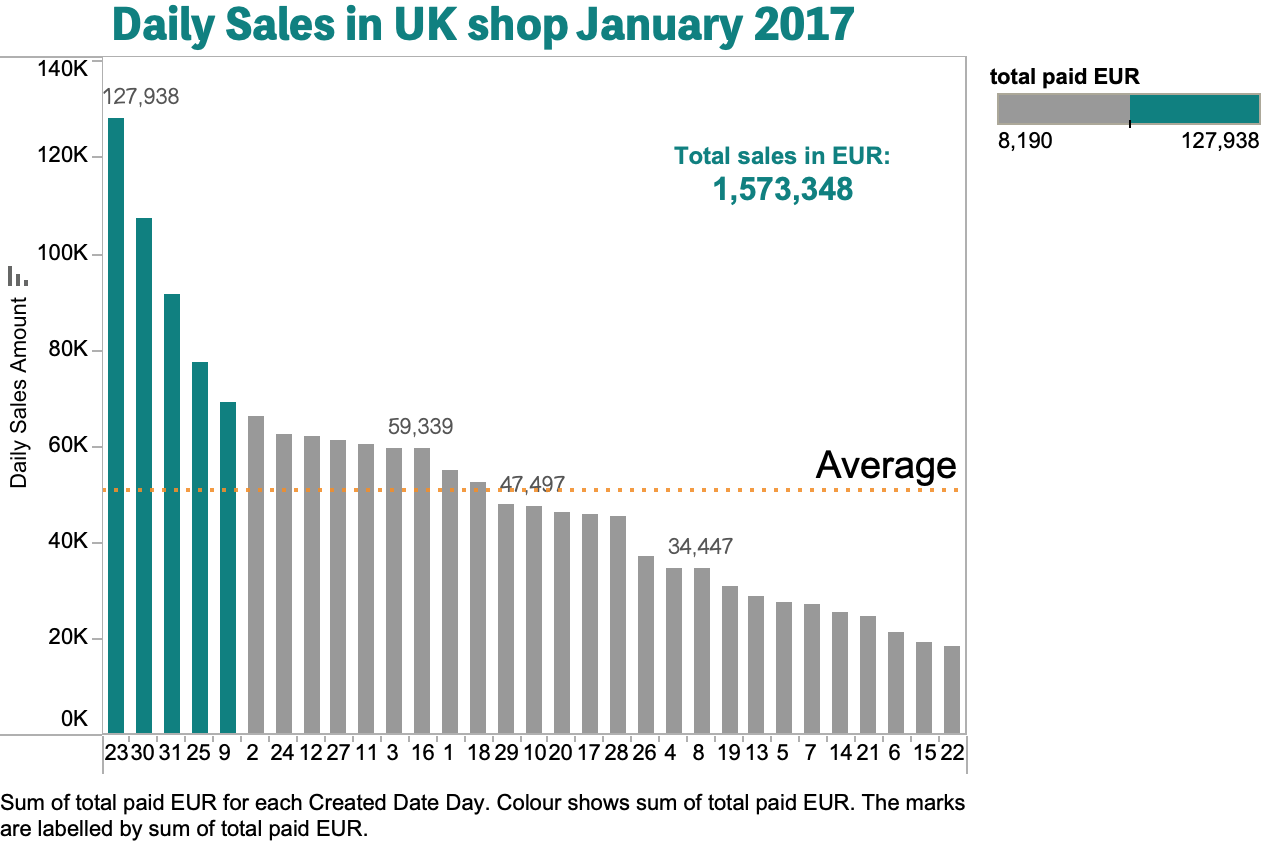 Daily Sales in UK shop January 2017
total paid EUR
8,190 127,938
140K
120K
100K
80K
60K
40K
20K
0K
Daily Sales Amount
127,938
Total sales in EUR:
1,573,348
59,339
Average
47,497
34,447
23 30 31 25 9 2 24 12 27 11 3 16 1 18 29 10 20 17 28 26 4 8 19 13 5 7 14 21 6 15 22
Sum of total paid EUR for each Created Date Day. Colour shows sum of total paid EUR. The marks
are labelled by sum of total paid EUR.